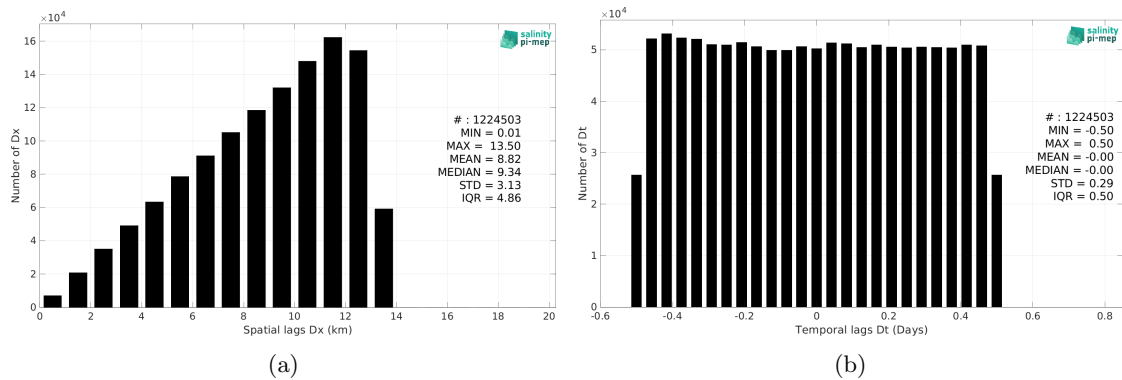 ×10⁴
16
14
12
10
8
6
4
2
0
Number of Dx
salinity
pi-mep
# : 1224503
MIN = 0.01
MAX = 13.50
MEAN = 8.82
MEDIAN = 9.34
STD = 3.13
IQR = 4.86
0 2 4 6 8 10 12 14 16 18 20
Spatial lags Dx (km)
(a)
×10⁴
5
4
3
2
1
0
Number of Dt
salinity
pi-mep
# : 1224503
MIN = -0.50
MAX = 0.50
MEAN = -0.00
MEDIAN = -0.00
STD = 0.29
IQR = 0.50
-0.6 -0.4 -0.2 0 0.2 0.4 0.6 0.8
Temporal lags Dt (Days)
(b)